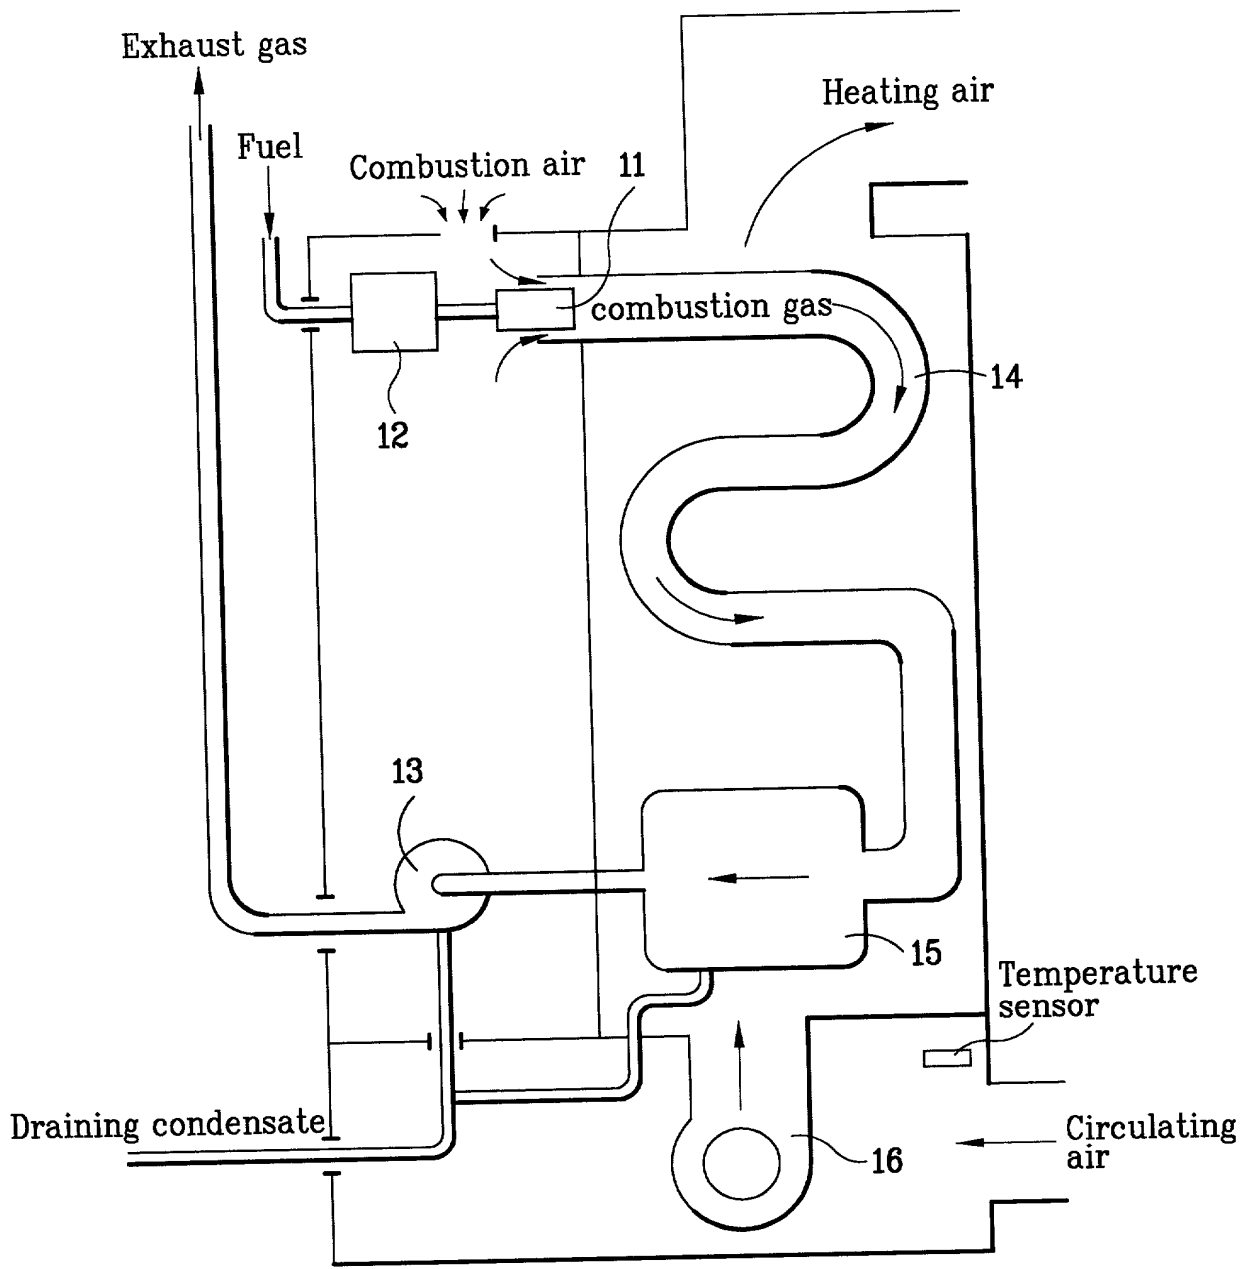 Exhaust gas
Heating air
Fuel
Combustion air
11
combustion gas
14
12
13
15
Temperature
sensor
Draining condensate
Circulating
air
16